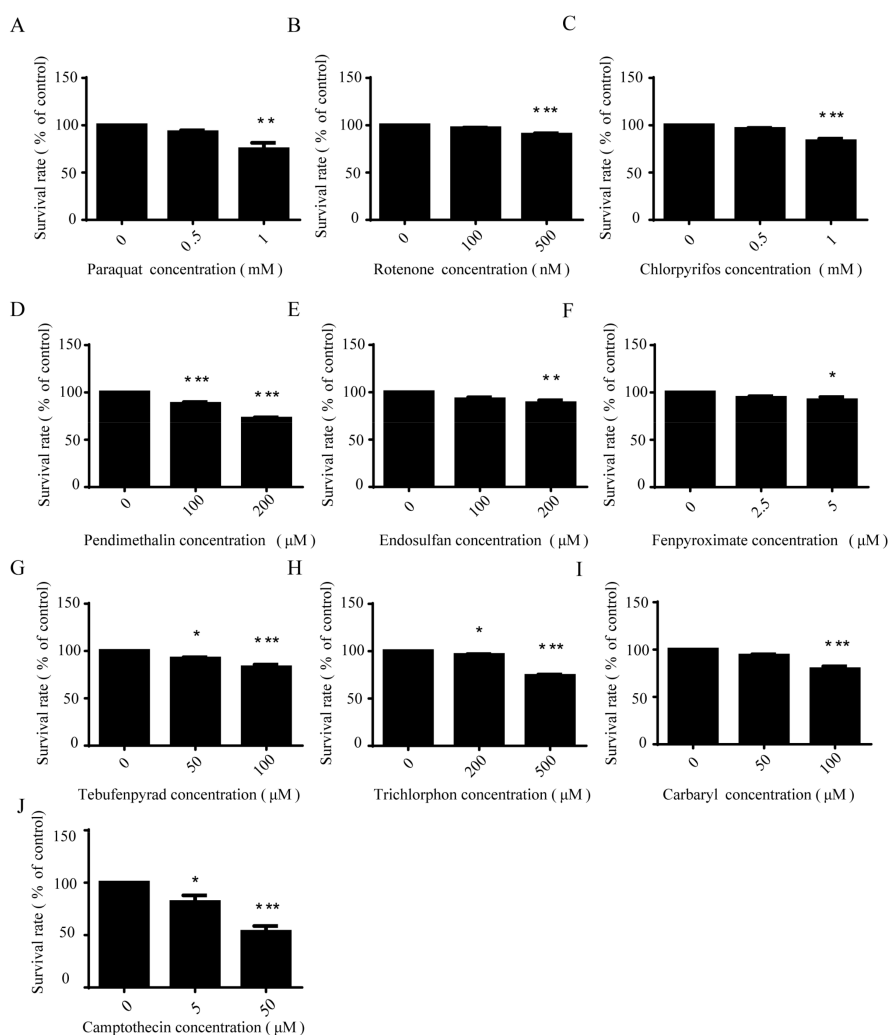 A
B
C
Survival rate ( % of control)
150
100
50
0
* *
0
0.5
1
Paraquat concentration ( mM )
Survival rate ( % of control)
150
100
50
0
* **
0
100
500
Rotenone concentration ( nM )
Survival rate ( % of control)
150
100
50
0
* **
0
0.5
1
Chlorpyrifos concentration ( mM )
D
E
F
Survival rate ( % of control)
150
100
50
0
* **
* **
0
100
200
Pendimethalin concentration ( μM )
Survival rate ( % of control)
150
100
50
0
* *
0
100
200
Endosulfan concentration ( μM )
Survival rate ( % of control)
150
100
50
0
*
0
2.5
5
Fenpyroximate concentration ( μM )
G
H
I
Survival rate ( % of control)
150
100
50
0
*
* **
0
50
100
Tebufenpyrad concentration ( μM )
Survival rate ( % of control)
150
100
50
0
*
* **
0
200
500
Trichlorphon concentration ( μM )
Survival rate ( % of control)
150
100
50
0
* **
0
50
100
Carbaryl concentration ( μM )
J
Survival rate ( % of control)
150
100
50
0
*
* **
0
5
50
Camptothecin concentration ( μM )